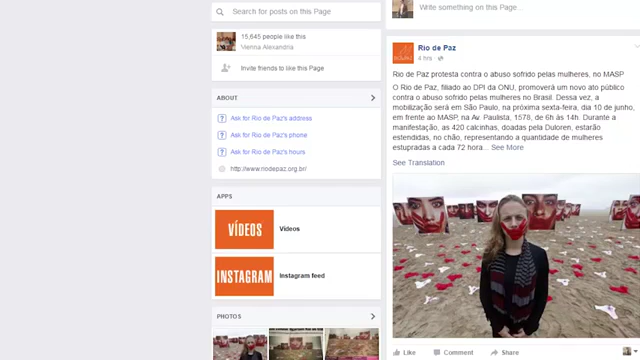 Search for posts on this Page
15,645 people like this
Vienna Alexandria
Invite friends to like this Page
ABOUT
Ask for Rio de Paz's address
Ask for Rio de Paz's phone
Ask for Rio de Paz's hours
http://www.riodepaz.org.br/
APPS
VÍDEOS
Vídeos
INSTAGRAM
Instagram feed
PHOTOS
Write something on this Page...
Rio de Paz
4 hrs
Rio de Paz protesta contra o abuso sofrido pelas mulheres, no MASP
O Rio de Paz, filiado ao DPI da ONU, promoverá um novo ato público
contra o abuso sofrido pelas mulheres no Brasil. Dessa vez, a
mobilização será em São Paulo, na próxima sexta-feira, dia 10 de junho,
em frente ao MASP, na Av. Paulista, 1578, de 6h às 14h. Durante a
manifestação, as 420 calcinhas, doadas pela Duloren, estarão
estendidas, no chão, representando a quantidade de mulheres
estupradas a cada 72 hora... See More
See Translation
Like Comment Share